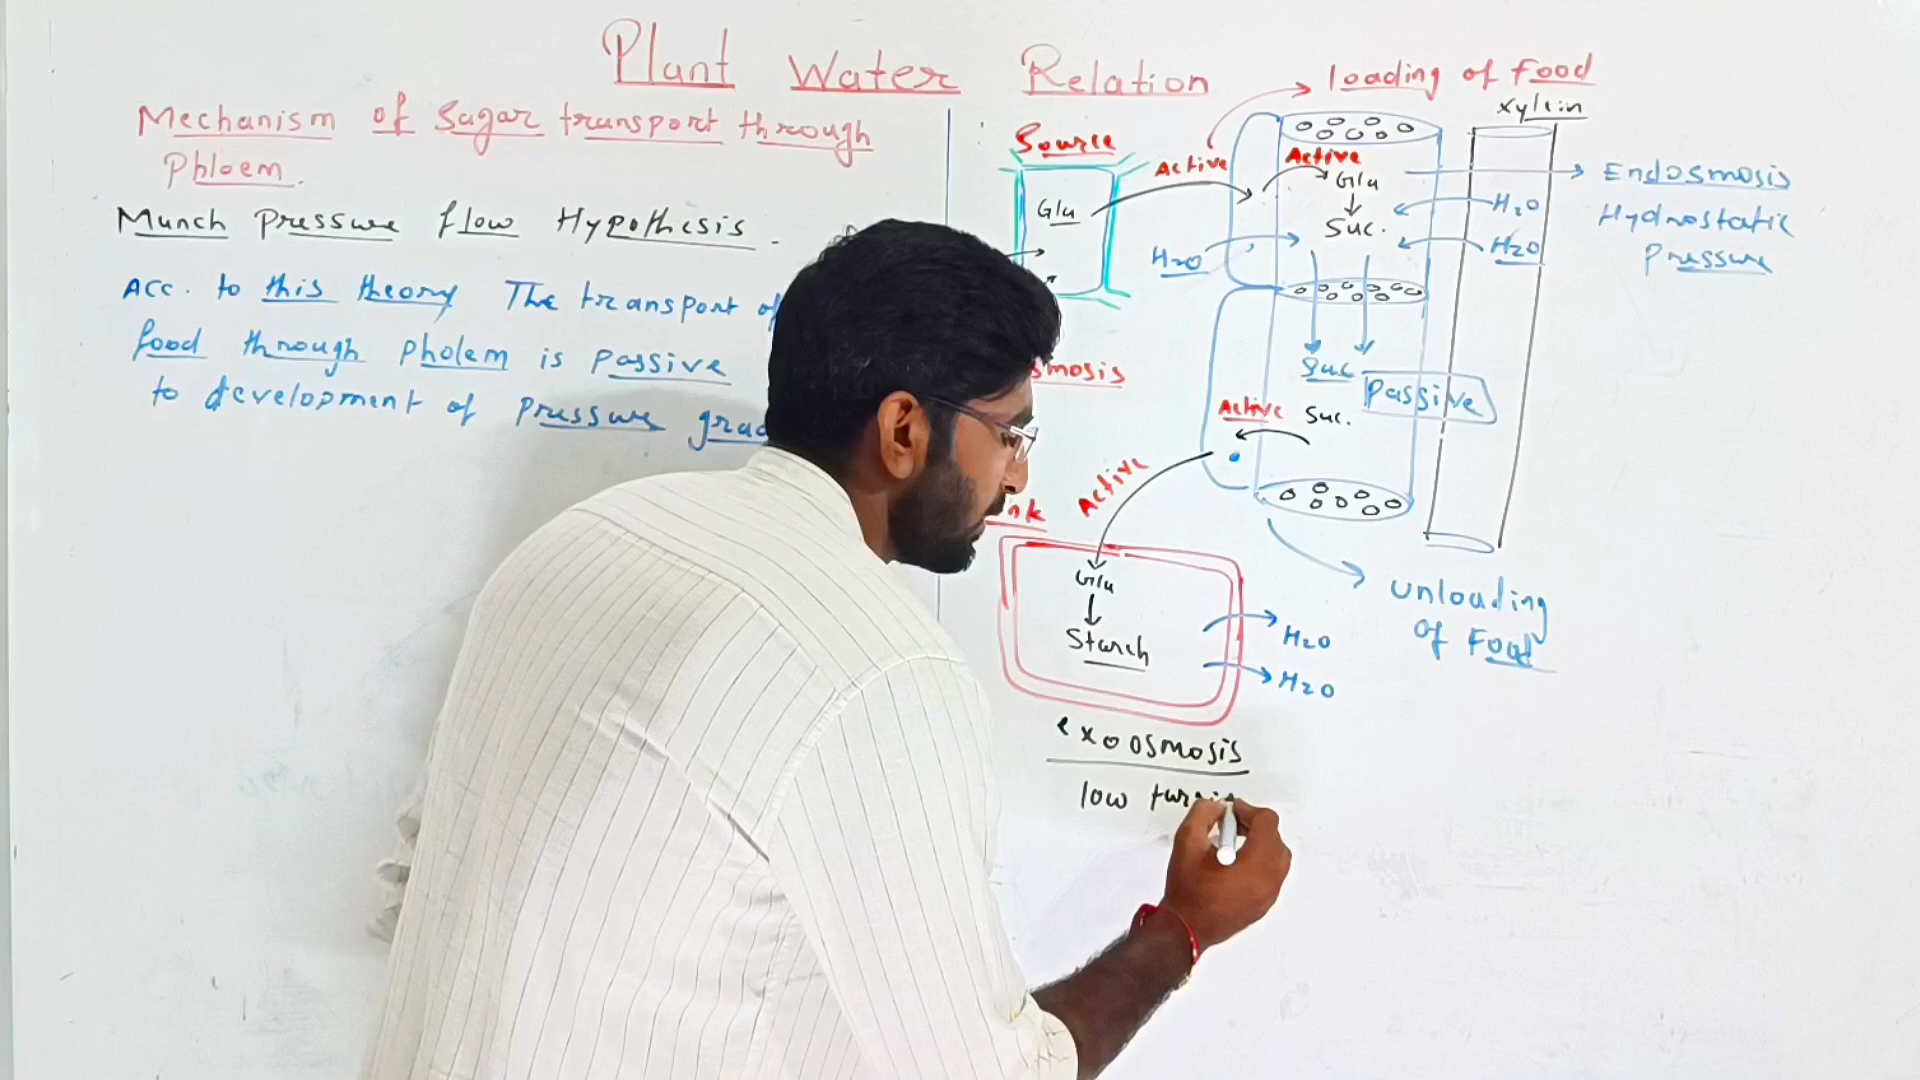 Plant Water Relation
Mechanism of Sugar transport through
Phloem.
Munch Pressure flow Hypothesis.
Acc. to this theory The transport of
food through pholem is passive
to development of pressure grad
Source
Glu
Active
loading of Food
Active
Glu
Suc.
H2O
xylem
H2O
H2O
Endosmosis
Hydrostatic
Pressure
Suc
Passive
smosis
Active
Suc.
Active
ink
Glu
Starch
H2O
H2O
unloading
of Food
exoosmosis
low turgi